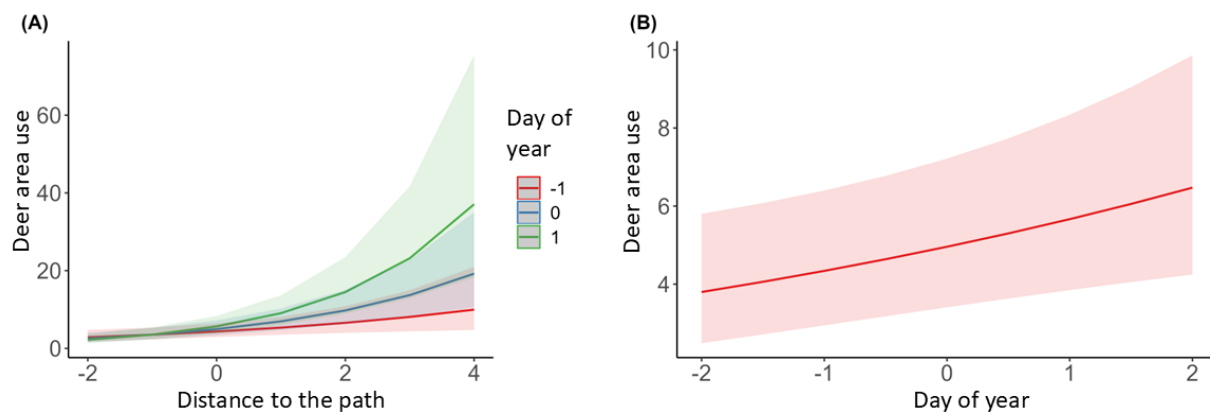 (A)
Deer area use
60
40
20
0
-2
0
2
4
Distance to the path
Day of
year
-1
0
1
(B)
Deer area use
10
8
6
4
-2
-1
0
1
2
Day of year